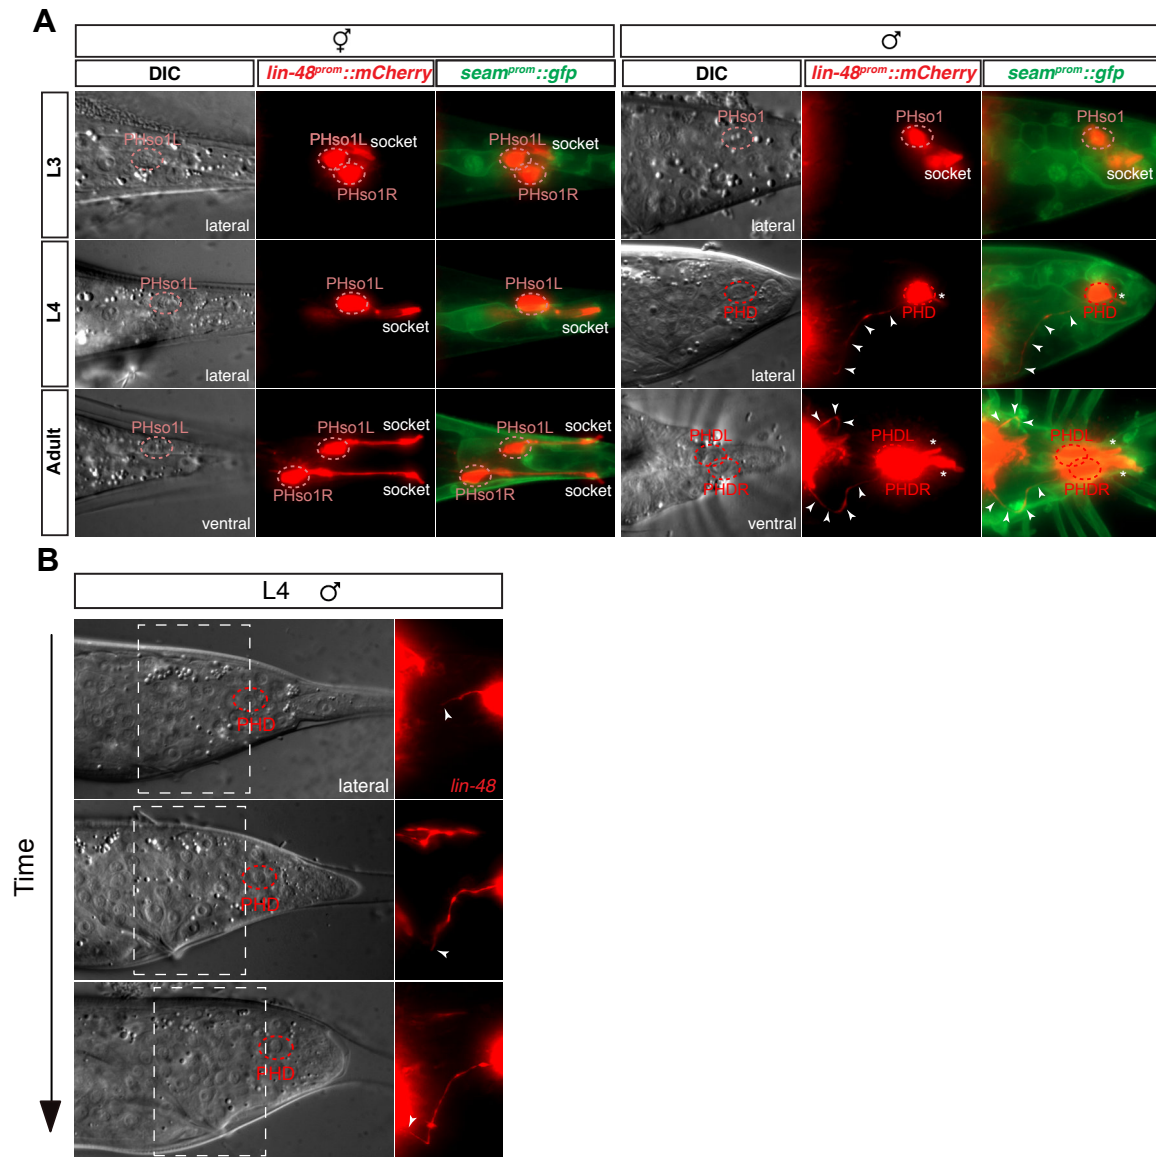 A
⚥ ♂
DIC lin-48prom::mCherry seamprom::gfp DIC lin-48prom::mCherry seamprom::gfp
L3
PHso1L PHso1L socket PHso1R PHso1L socket PHso1R PHso1 PHso1 socket PHso1 socket
lateral lateral
L4
PHso1L PHso1L socket PHso1L socket PHD PHD * PHD *
lateral lateral
Adult
PHso1L PHso1L socket PHso1R socket PHso1L socket PHso1R socket PHDL PHDR PHDL * PHDR * PHDL * PHDR *
ventral ventral
B
L4 ♂
Time
PHD
lateral lin-48
PHD
PHD